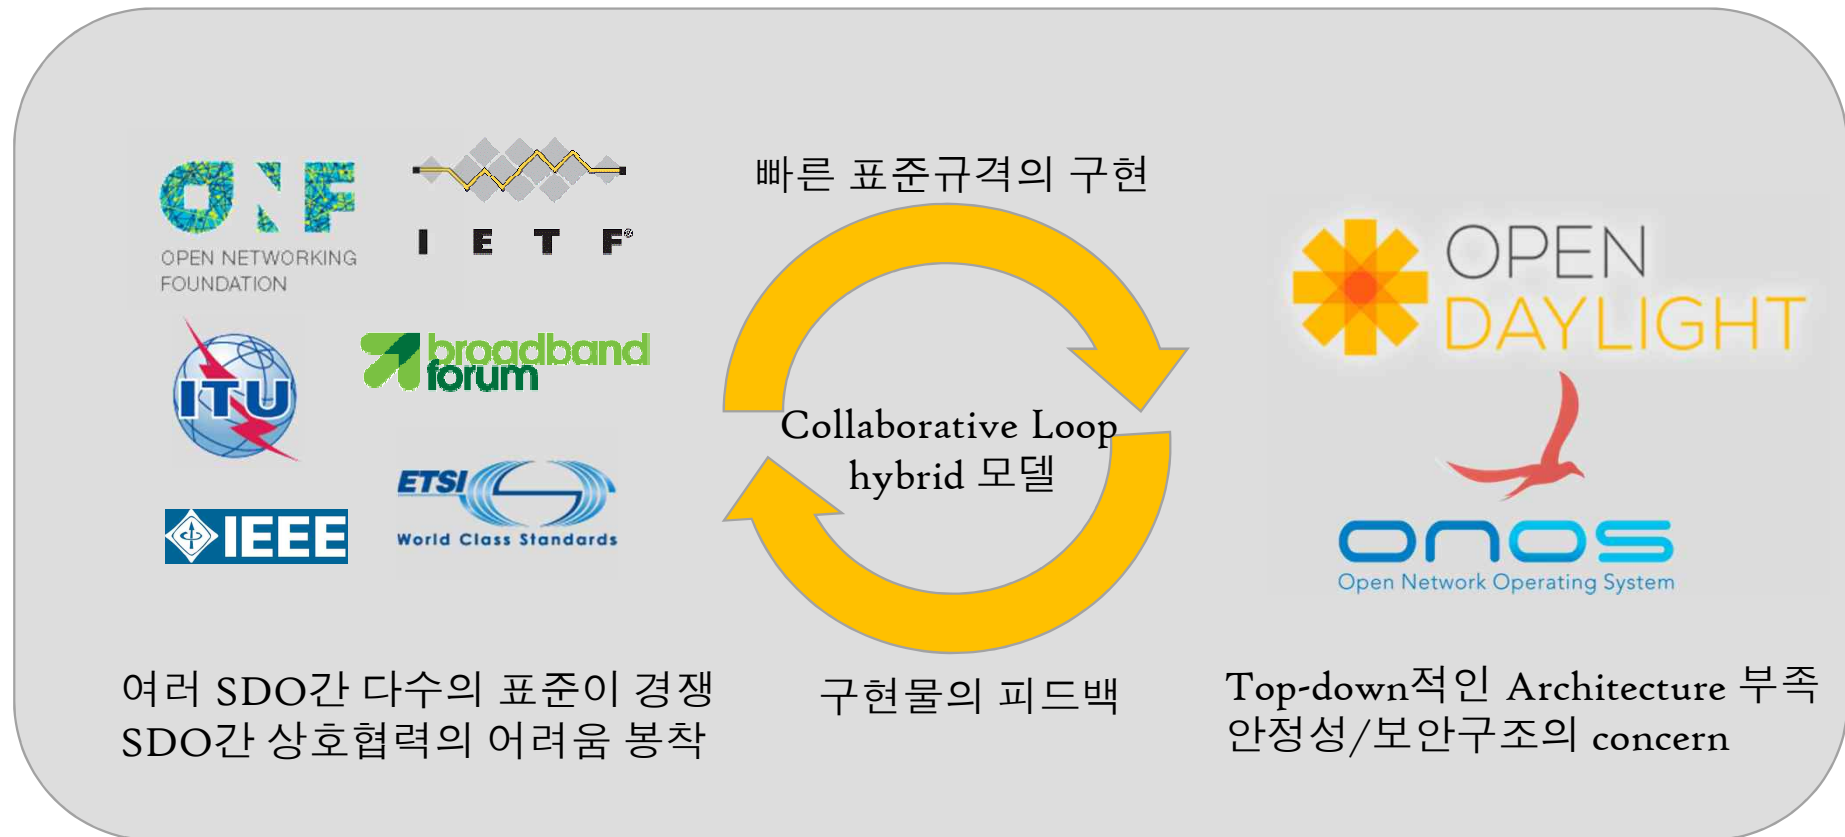 ONF
OPEN NETWORKING
FOUNDATION
IETF®
ITU
broadband
forum
IEEE
ETSI
World Class Standards
여러 SDO간 다수의 표준이 경쟁
SDO간 상호협력의 어려움 봉착
빠른 표준규격의 구현
Collaborative Loop
hybrid 모델
구현물의 피드백
OPEN
DAYLIGHT
onos
Open Network Operating System
Top-down적인 Architecture 부족
안정성/보안구조의 concern